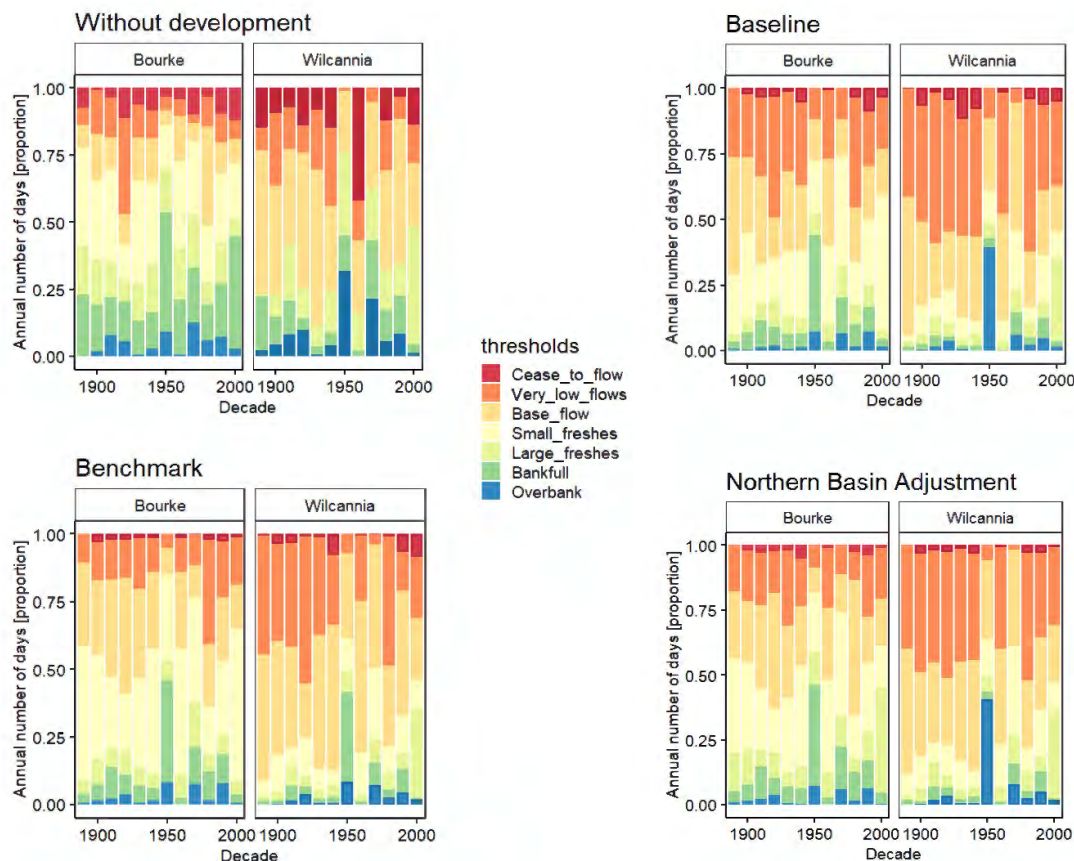 Without development
Bourke
Wilcannia
Annual number of days [proportion]
1.00
0.75
0.50
0.25
0.00
1900
1950
2000
1900
1950
2000
Decade
Baseline
Bourke
Wilcannia
Annual number of days [proportion]
1.00
0.75
0.50
0.25
0.00
1900
1950
2000
1900
1950
2000
Decade
thresholds
Cease_to_flow
Very_low_flows
Base_flow
Small_freshes
Large_freshes
Bankfull
Overbank
Benchmark
Bourke
Wilcannia
Annual number of days [proportion]
1.00
0.75
0.50
0.25
0.00
1900
1950
2000
1900
1950
2000
Decade
Northern Basin Adjustment
Bourke
Wilcannia
Annual number of days [proportion]
1.00
0.75
0.50
0.25
0.00
1900
1950
2000
1900
1950
2000
Decade